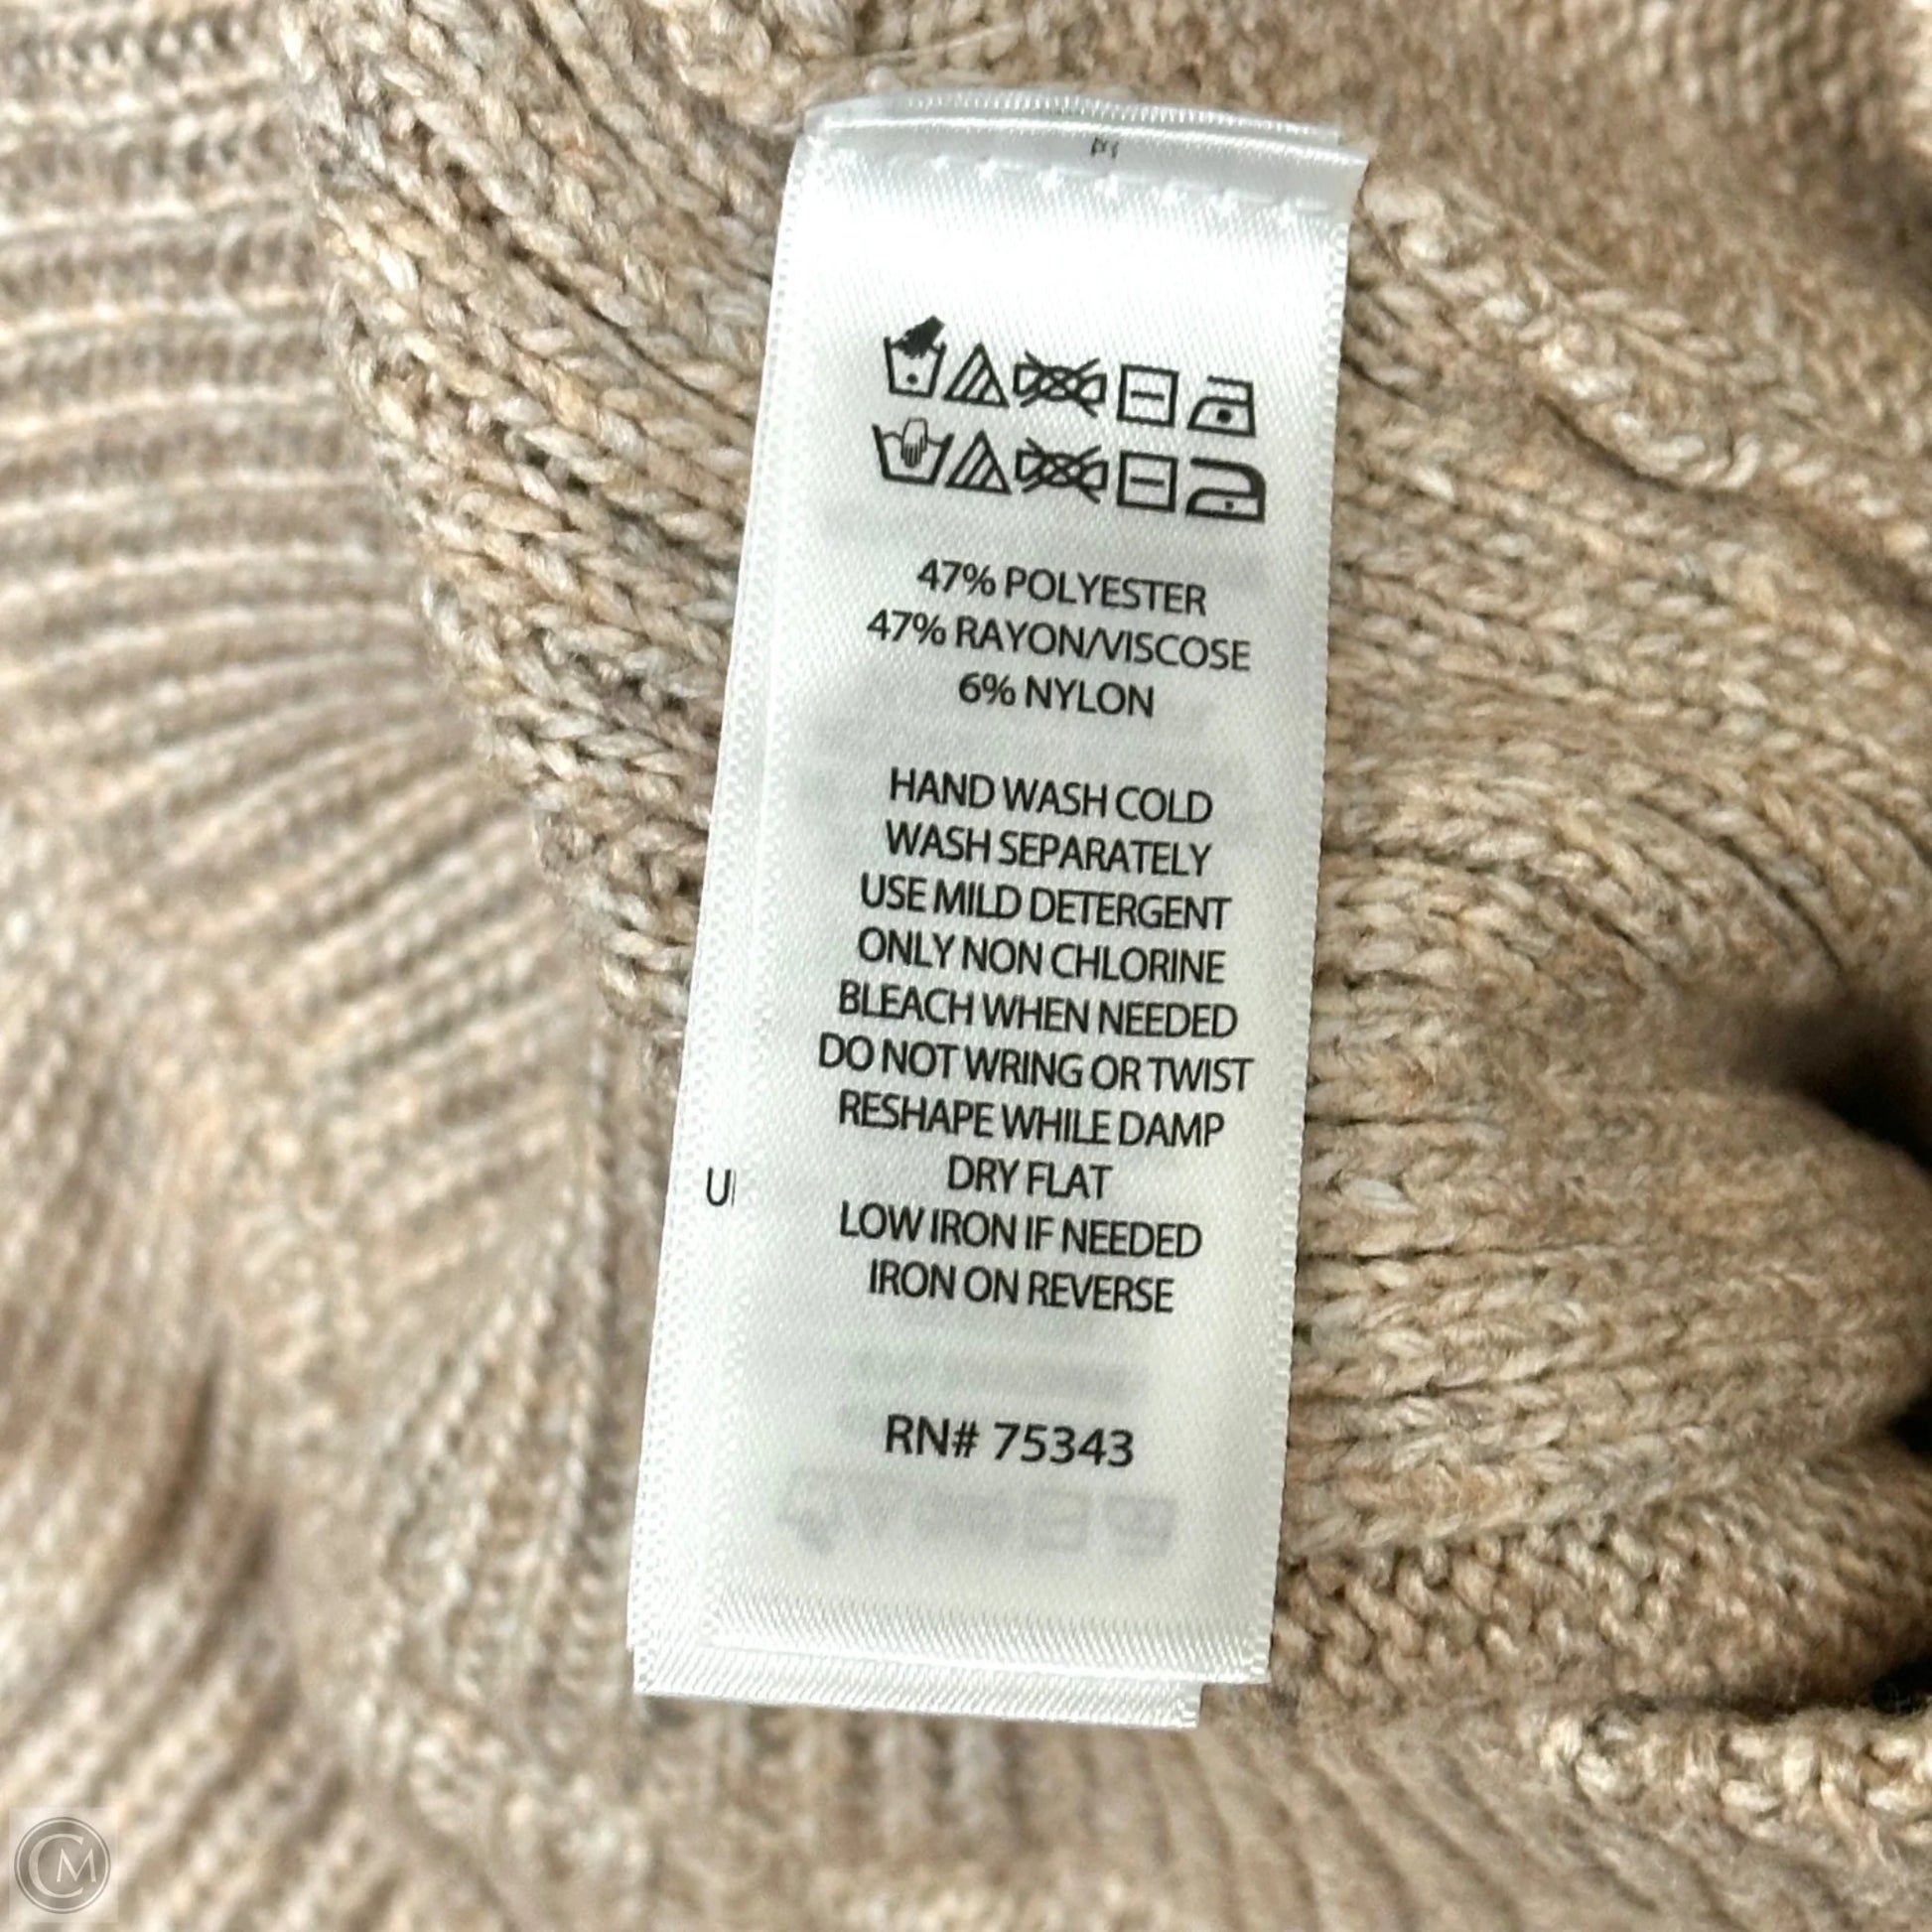 47% POLYESTER
47% RAYON/VISCOSE
6% NYLON
HAND WASH COLD
WASH SEPARATELY
USE MILD DETERGENT
ONLY NON CHLORINE
BLEACH WHEN NEEDED
DO NOT WRING OR TWIST
RESHAPE WHILE DAMP
DRY FLAT
LOW IRON IF NEEDED
IRON ON REVERSE
RN# 75343
CM